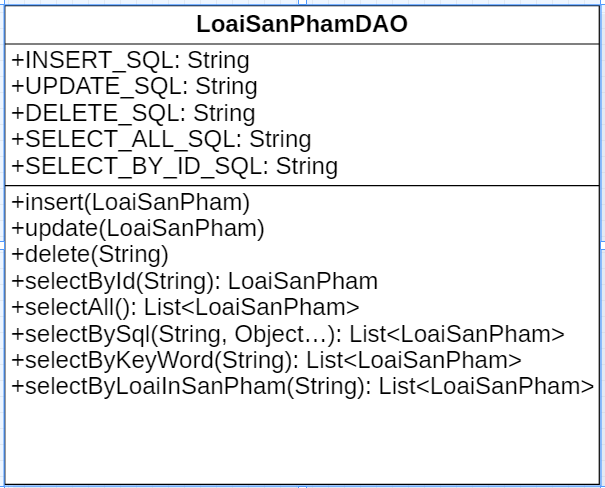 LoaiSanPhamDAO
+INSERT_SQL: String
+UPDATE_SQL: String
+DELETE_SQL: String
+SELECT_ALL_SQL: String
+SELECT_BY_ID_SQL: String
+insert(LoaiSanPham)
+update(LoaiSanPham)
+delete(String)
+selectById(String): LoaiSanPham
+selectAll(): List<LoaiSanPham>
+selectBySql(String, Object...): List<LoaiSanPham>
+selectByKeyWord(String): List<LoaiSanPham>
+selectByLoaiInSanPham(String): List<LoaiSanPham>